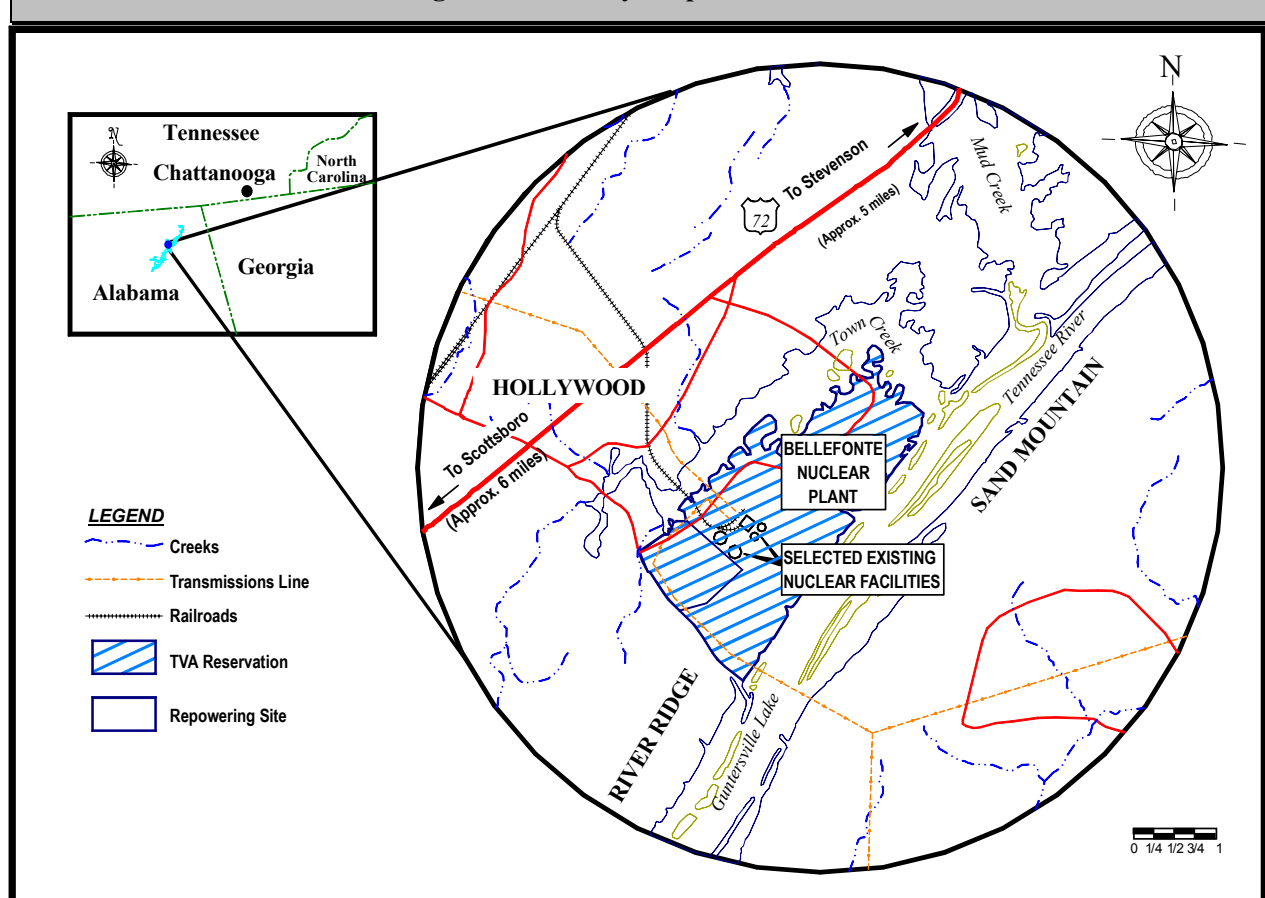 N
Tennessee
Chattanooga
North
Carolina
Georgia
Alabama
N
72
To Stevenson
(Approx. 5 miles)
Mud Creek
Town
Creek
Tennessee River
HOLLYWOOD
To Scottsboro
(Approx. 6 miles)
SAND MOUNTAIN
BELLEFONTE
NUCLEAR
PLANT
SELECTED EXISTING
NUCLEAR FACILITIES
RIVER RIDGE
Guntersville Lake
LEGEND
Creeks
Transmissions Line
Railroads
TVA Reservation
Repowering Site
0 1/4 1/2 3/4 1